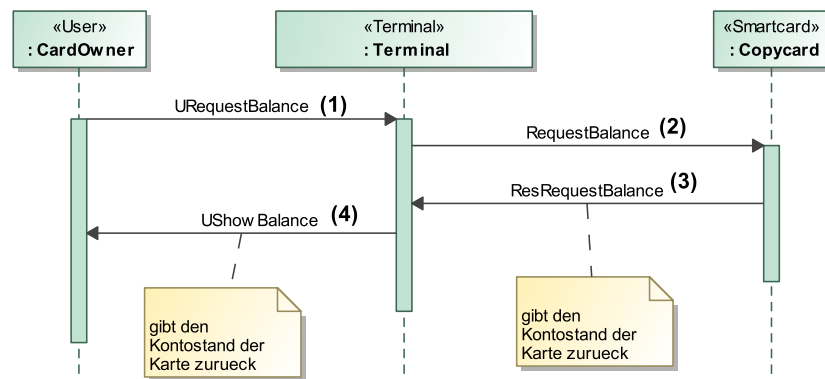 «User»
: CardOwner
«Terminal»
: Terminal
«Smartcard»
: Copycard
URequestBalance (1)
RequestBalance (2)
ResRequestBalance (3)
UShow Balance (4)
gibt den
Kontostand der
Karte zurueck
gibt den
Kontostand der
Karte zurueck